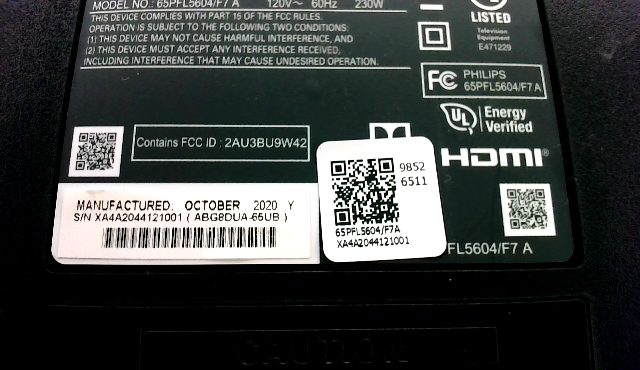 MODEL NO.: 65PFL5604/F7 A 120V~ 60Hz 230W
THIS DEVICE COMPLIES WITH PART 15 OF THE FCC RULES.
OPERATION IS SUBJECT TO THE FOLLOWING TWO CONDITIONS:
(1) THIS DEVICE MAY NOT CAUSE HARMFUL INTERFERENCE, AND
(2) THIS DEVICE MUST ACCEPT ANY INTERFERENCE RECEIVED,
INCLUDING INTERFERENCE THAT MAY CAUSE UNDESIRED OPERATION.
LISTED
Television
Equipment
E471229
FC PHILIPS
65PFL5604/F7 A
UL Energy
Verified
Contains FCC ID : 2AU3BU9W42
HDMI®
9852
6511
65PFL5604/F7A
XA4A2044121001
MANUFACTURED: OCTOBER 2020 Y
S/N XA4A2044121001 ( ABG8DUA-65UB )
PFL5604/F7 A
CAUTION